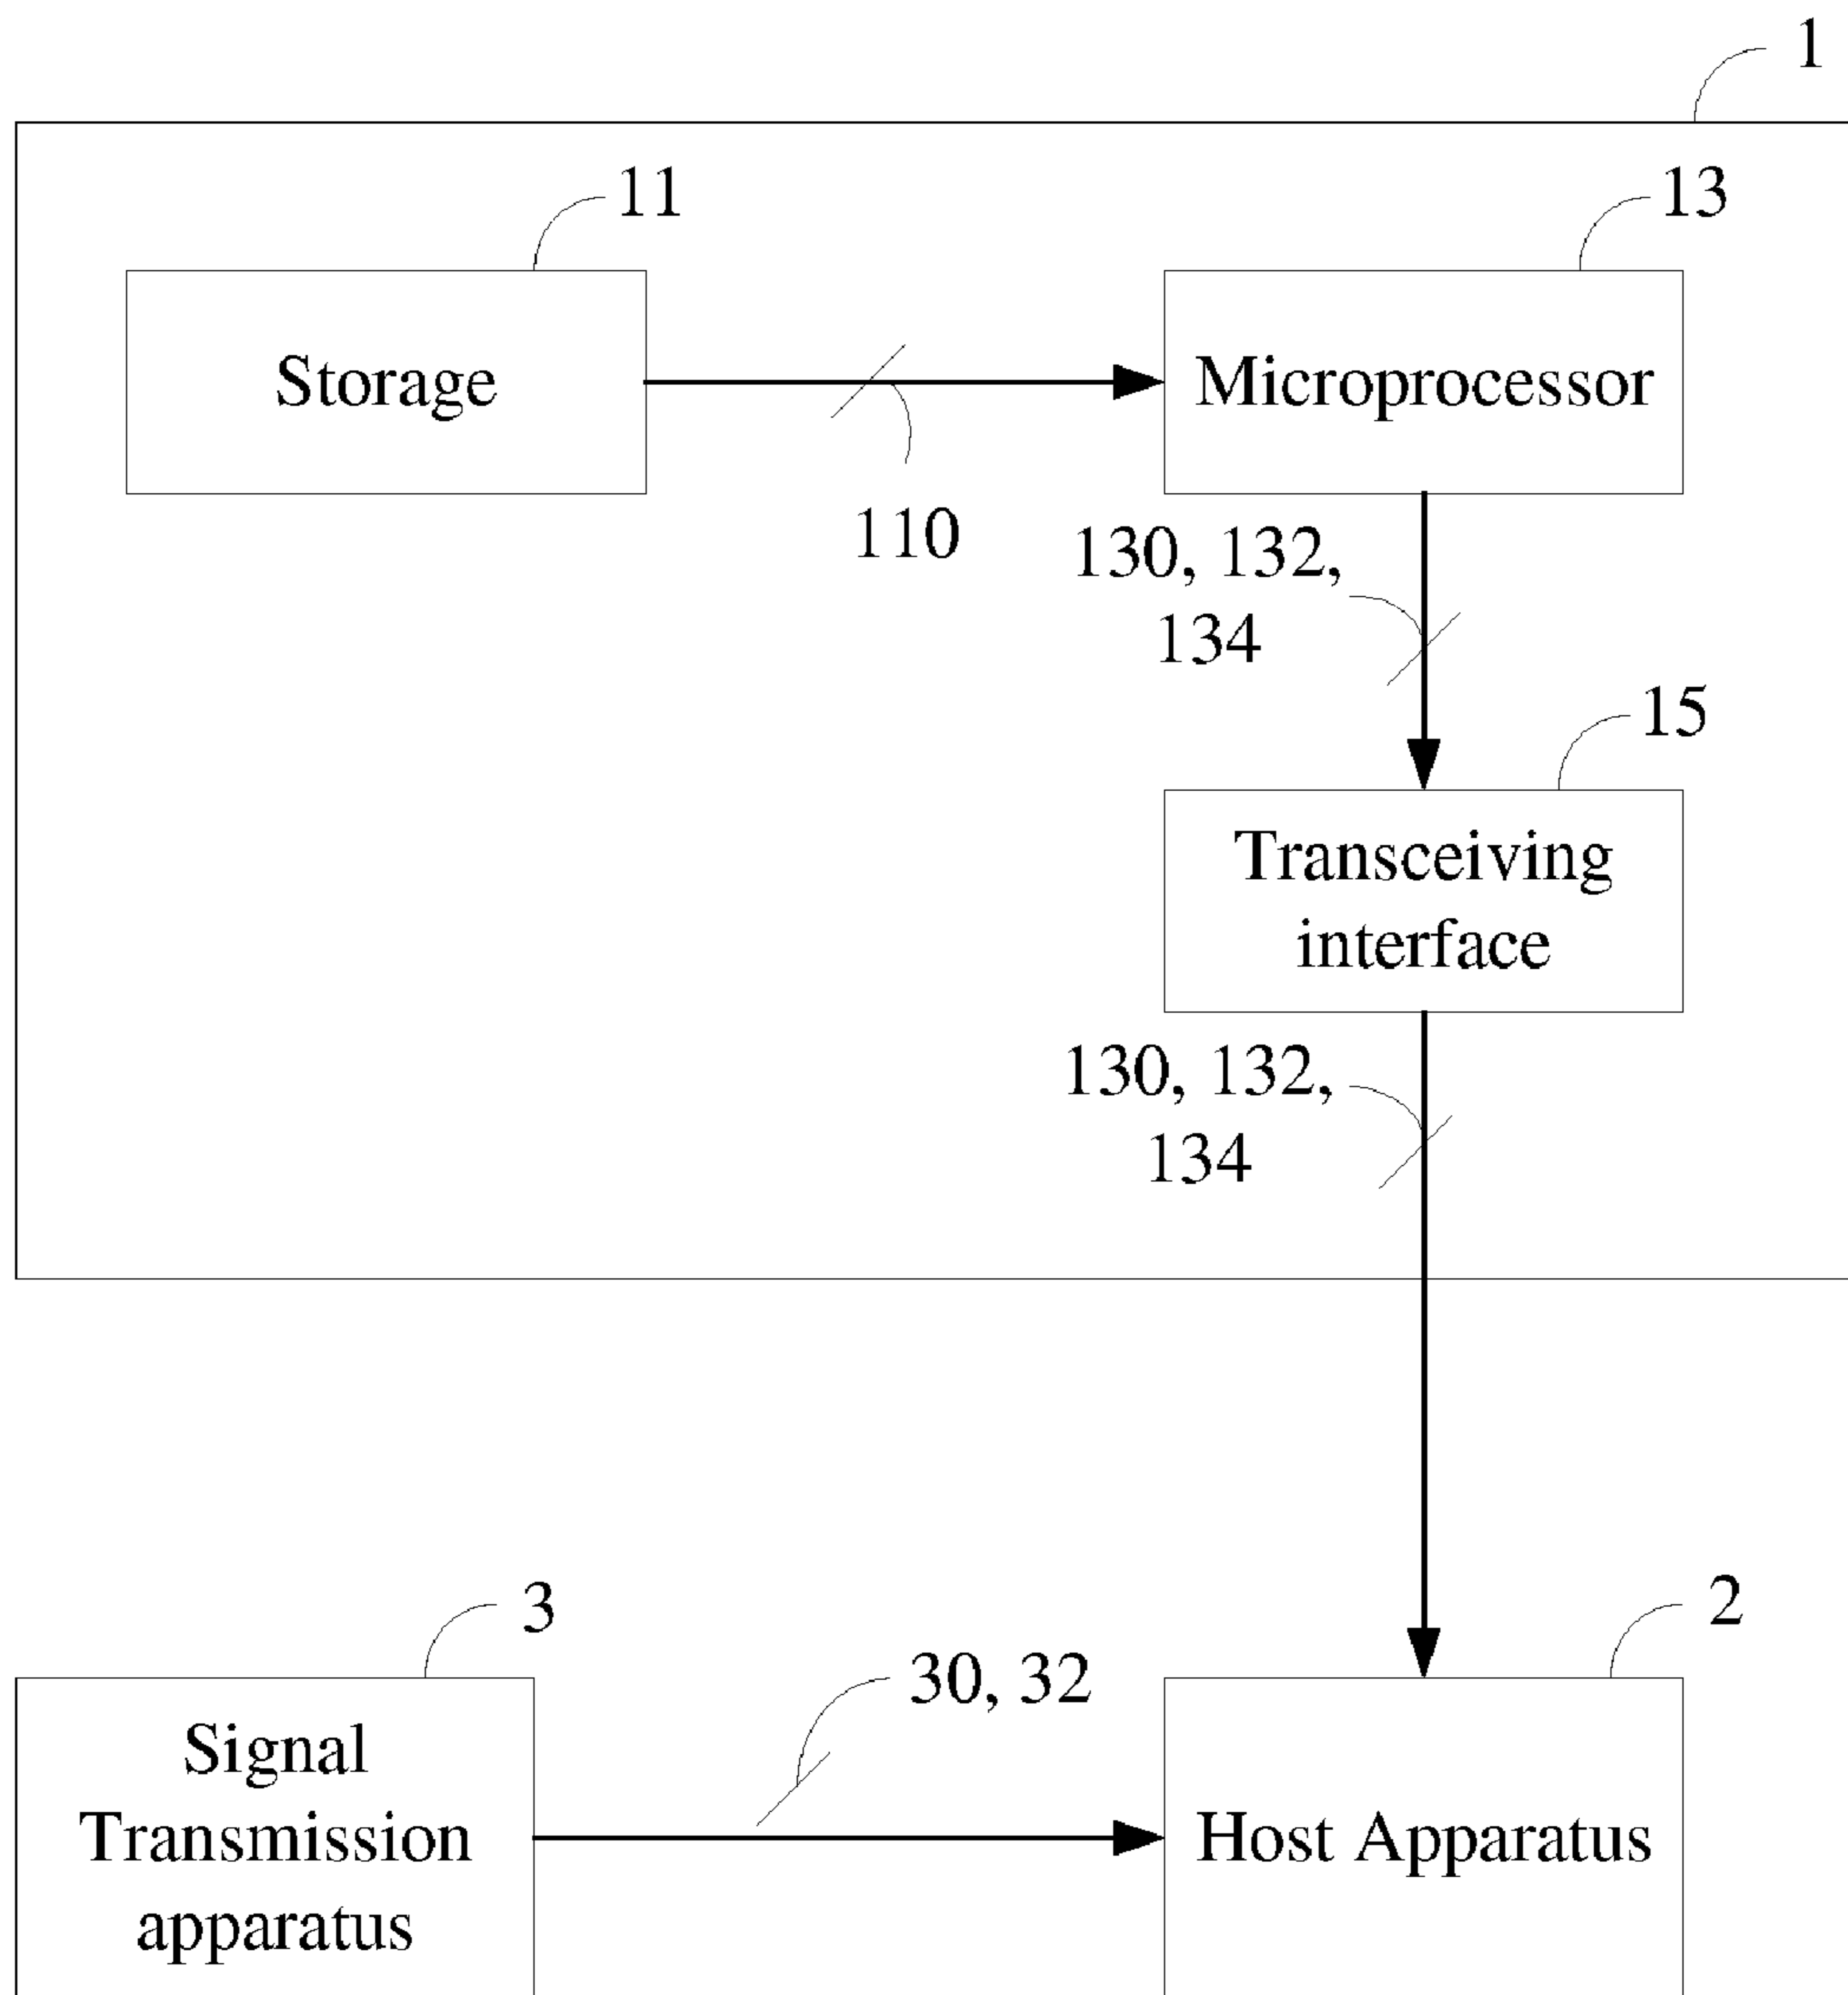 1
11
13
Storage
Microprocessor
110
130, 132,
134
15
Transceiving
interface
130, 132,
134
3
2
30, 32
Signal
Transmission
apparatus
Host Apparatus